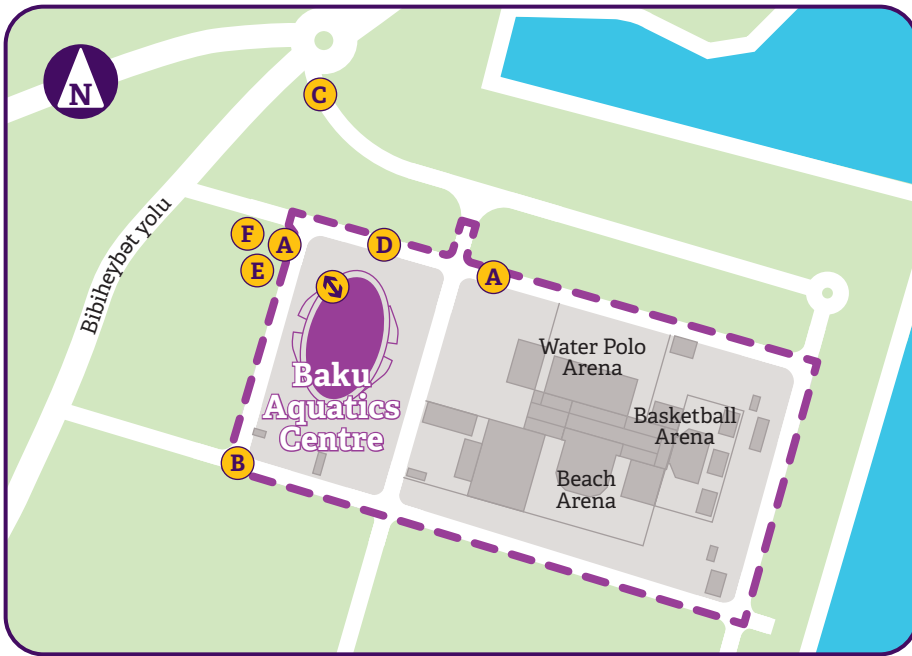 N
C
Bibiheybət yolu
F
A
D
E
A
Baku
Aquatics
Centre
Water Polo
Arena
Basketball
Arena
Beach
Arena
B